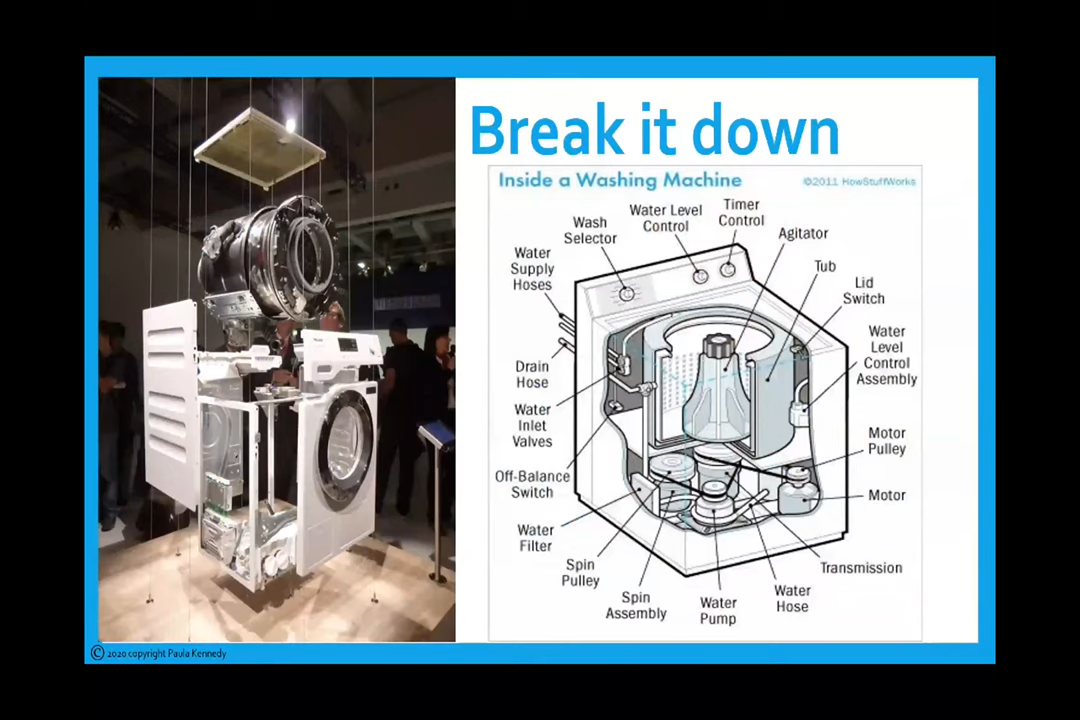 Break it down
Inside a Washing Machine
©2011 HowStuffWorks
Timer
Control
Water Level
Control
Wash
Selector
Agitator
Water
Supply
Hoses
Tub
Lid
Switch
Water
Level
Control
Assembly
Drain
Hose
Water
Inlet
Valves
Motor
Pulley
Off-Balance
Switch
Motor
Water
Filter
Spin
Pulley
Transmission
Spin
Assembly
Water
Pump
Water
Hose
© 2020 copyright Paula Kennedy